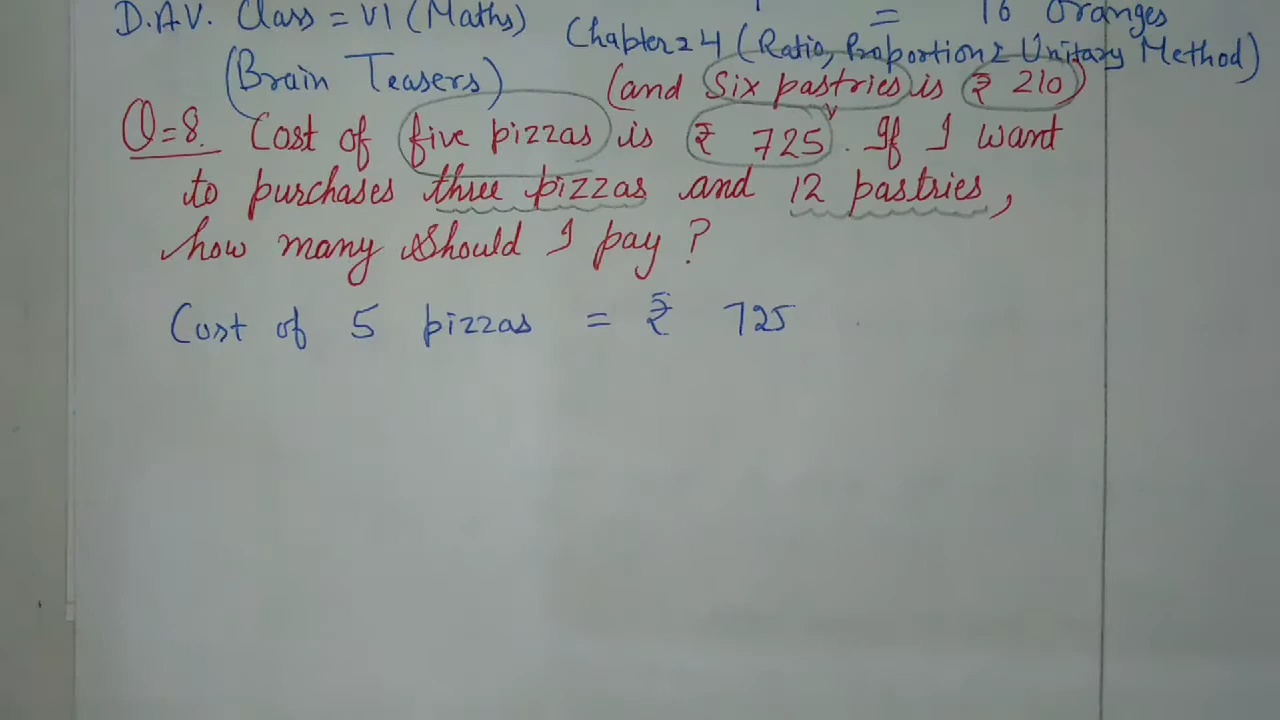 D.A.V. Class = VI (Maths)
= 16 Oranges
Chapter=4 (Ratio, Proportion & Unitary Method)
(Brain Teasers)
(and Six pastries is ₹ 210)
Q=8. Cost of five pizzas is ₹ 725. If I want
to purchases three pizzas and 12 pastries,
how many should I pay?
Cost of 5 pizzas = ₹ 725